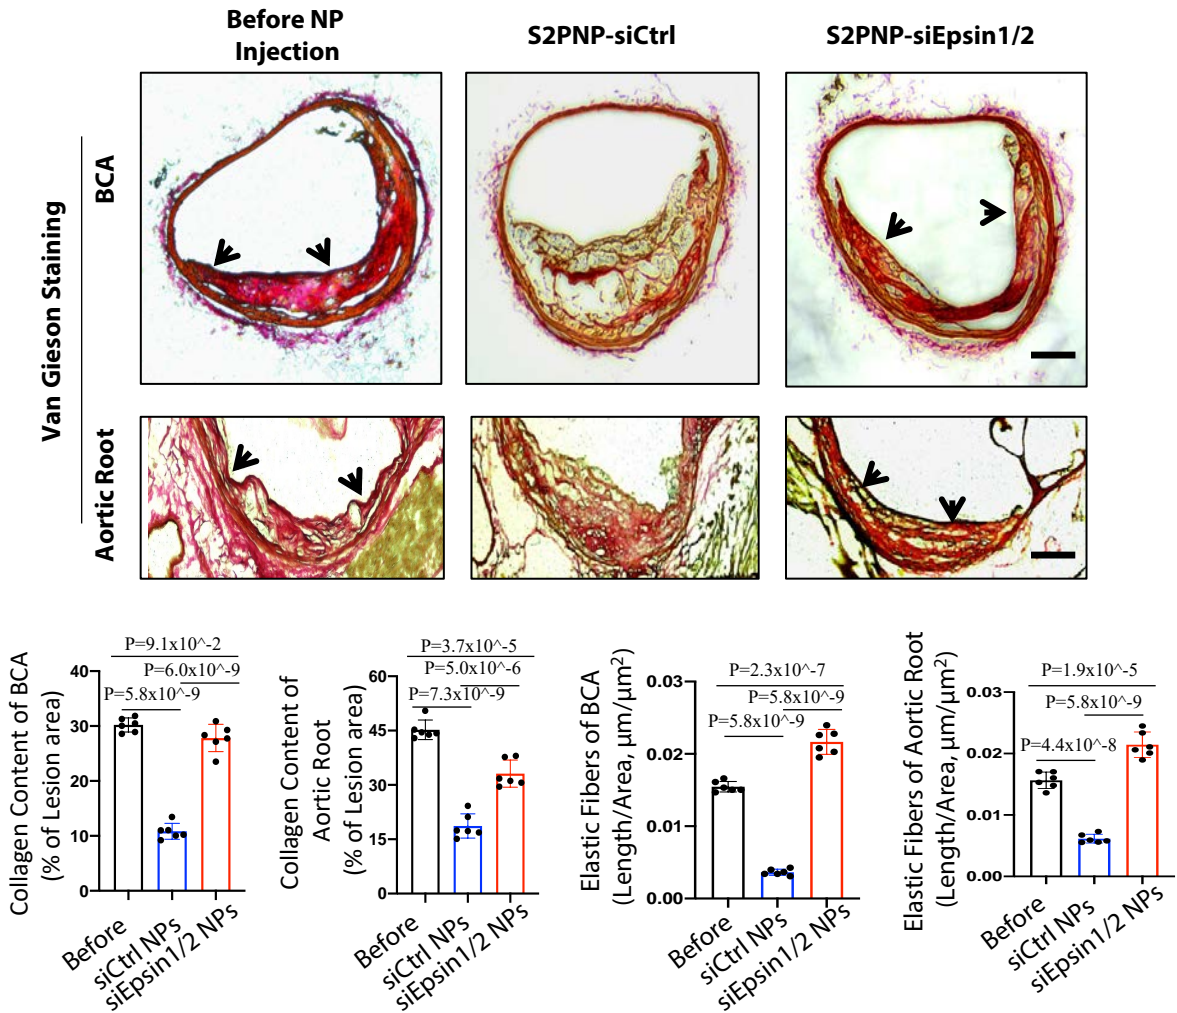 Before NP
Injection
S2PNP-siCtrl
S2PNP-siEpsin1/2
Van Gieson Staining
BCA
Aortic Root
Collagen Content of BCA
(% of Lesion area)
P=9.1x10^-2
P=6.0x10^-9
P=5.8x10^-9
40
30
20
10
0
Before
siCtrl NPs
siEpsin1/2 NPs
Collagen Content of
Aortic Root
(% of Lesion area)
P=3.7x10^-5
P=5.0x10^-6
P=7.3x10^-9
60
45
30
15
0
Before
siCtrl NPs
siEpsin1/2 NPs
Elastic Fibers of BCA
(Length/Area, μm/μm²)
P=2.3x10^-7
P=5.8x10^-9
P=5.8x10^-9
0.03
0.02
0.01
0.00
Before
siCtrl NPs
siEpsin1/2 NPs
Elastic Fibers of Aortic Root
(Length/Area, μm/μm²)
P=1.9x10^-5
P=5.8x10^-9
P=4.4x10^-8
0.03
0.02
0.01
0.00
Before
siCtrl NPs
siEpsin1/2 NPs